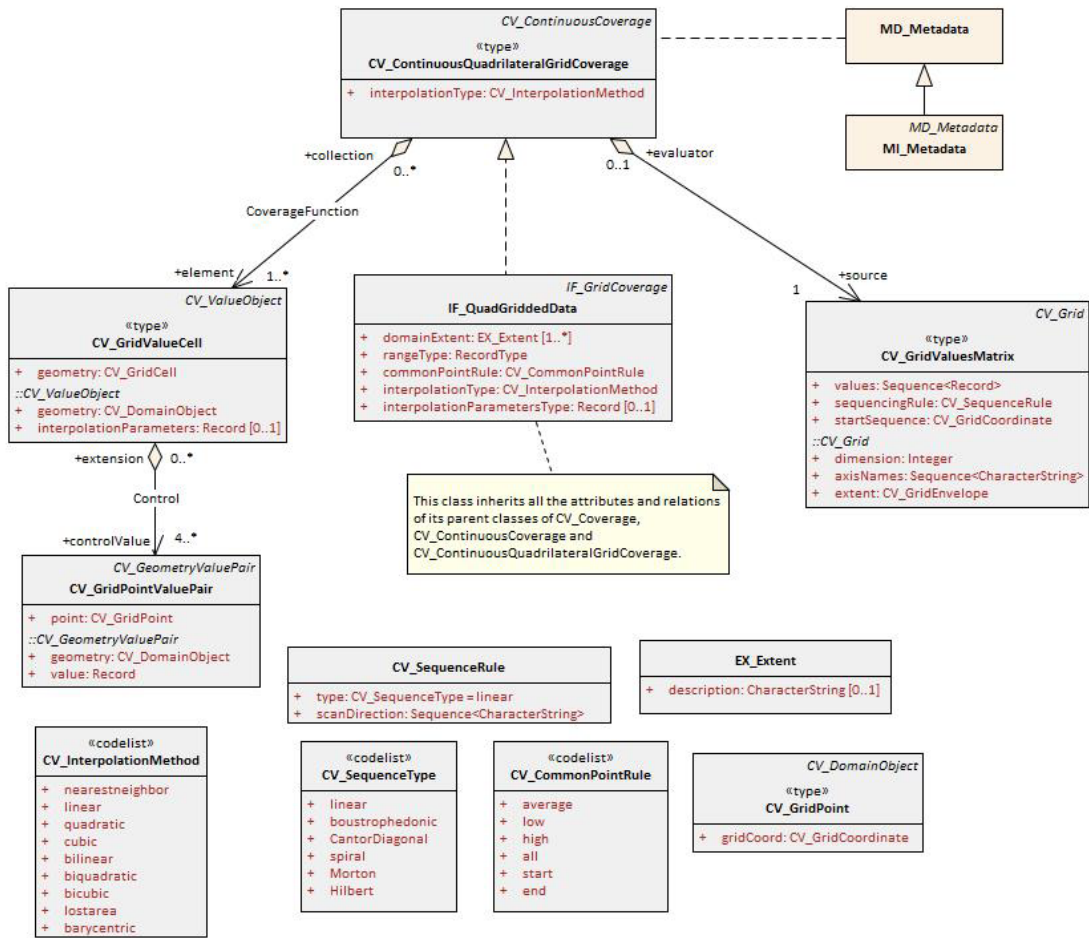 CV_ContinuousCoverage
«type»
CV_ContinuousQuadrilateralGridCoverage
+ interpolationType: CV_InterpolationMethod
MD_Metadata
MD_Metadata
MI_Metadata
+collection
0..*
0..1
+evaluator
CoverageFunction
+element
1..*
+source
1
CV_ValueObject
«type»
CV_GridValueCell
+ geometry: CV_GridCell
::CV_ValueObject
+ geometry: CV_DomainObject
+ interpolationParameters: Record [0..1]
IF_GridCoverage
IF_QuadGriddedData
+ domainExtent: EX_Extent [1..*]
+ rangeType: RecordType
+ commonPointRule: CV_CommonPointRule
+ interpolationType: CV_InterpolationMethod
+ interpolationParametersType: Record [0..1]
CV_Grid
«type»
CV_GridValuesMatrix
+ values: Sequence<Record>
+ sequencingRule: CV_SequenceRule
+ startSequence: CV_GridCoordinate
::CV_Grid
+ dimension: Integer
+ axisNames: Sequence<CharacterString>
+ extent: CV_GridEnvelope
+extension
0..*
Control
+controlValue
4..*
This class inherits all the attributes and relations
of its parent classes of CV_Coverage,
CV_ContinuousCoverage and
CV_ContinuousQuadrilateralGridCoverage.
CV_GeometryValuePair
CV_GridPointValuePair
+ point: CV_GridPoint
::CV_GeometryValuePair
+ geometry: CV_DomainObject
+ value: Record
CV_SequenceRule
+ type: CV_SequenceType = linear
+ scanDirection: Sequence<CharacterString>
EX_Extent
+ description: CharacterString [0..1]
«codelist»
CV_InterpolationMethod
+ nearestneighbor
+ linear
+ quadratic
+ cubic
+ bilinear
+ biquadratic
+ bicubic
+ lostarea
+ barycentric
«codelist»
CV_SequenceType
+ linear
+ boustrophedonic
+ CantorDiagonal
+ spiral
+ Morton
+ Hilbert
«codelist»
CV_CommonPointRule
+ average
+ low
+ high
+ all
+ start
+ end
CV_DomainObject
«type»
CV_GridPoint
+ gridCoord: CV_GridCoordinate